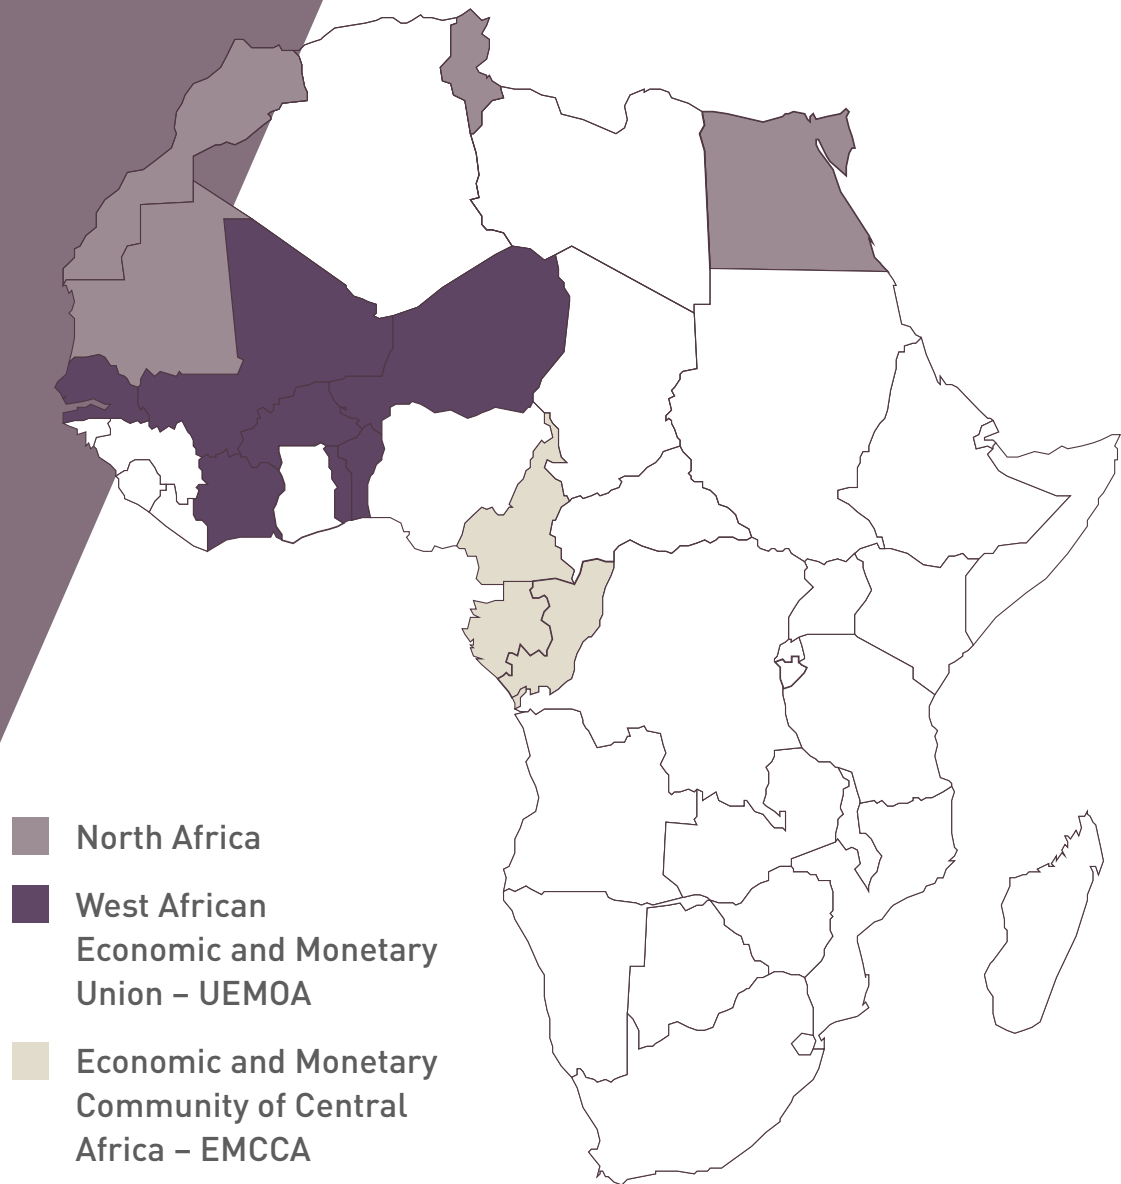 North Africa
West African
Economic and Monetary
Union – UEMOA
Economic and Monetary
Community of Central
Africa – EMCCA